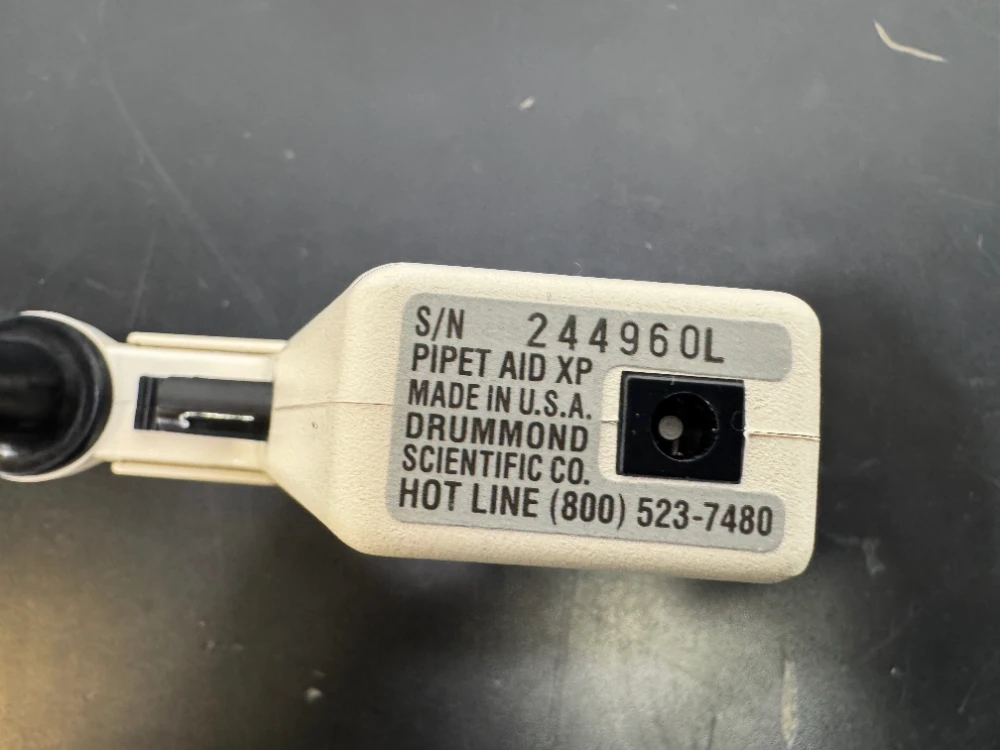 S/N 244960L
PIPET AID XP
MADE IN U.S.A.
DRUMMOND
SCIENTIFIC CO.
HOT LINE (800) 523-7480